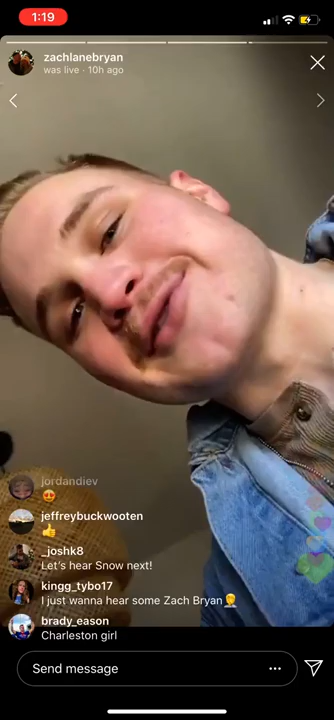 1:19
zachlanebryan
was live · 10h ago
jordandiev
😍
jeffreybuckwooten
👍
_joshk8
Let's hear Snow next!
kingg_tybo17
I just wanna hear some Zach Bryan🤦
brady_eason
Charleston girl
Send message